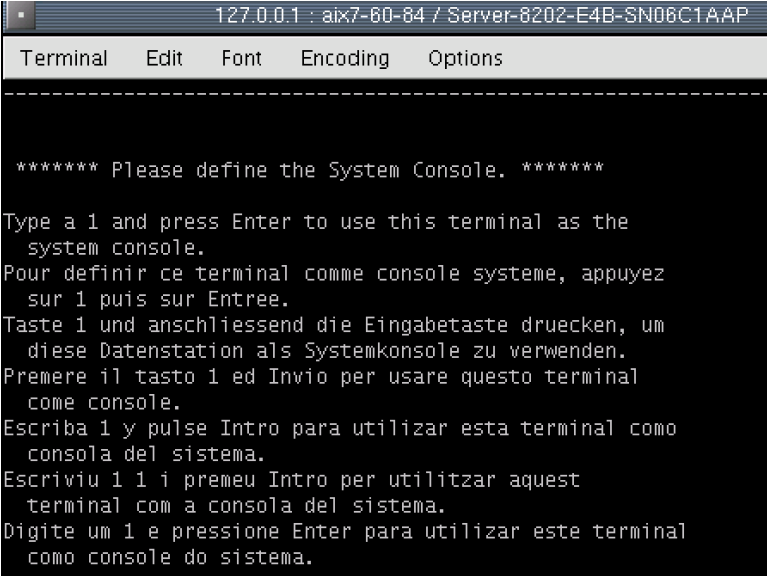 127.0.0.1 : aix7-60-84 / Server-8202-E4B-SN06C1AAP
Terminal Edit Font Encoding Options
******* Please define the System Console. *******
Type a 1 and press Enter to use this terminal as the
system console.
Pour definir ce terminal comme console systeme, appuyez
sur 1 puis sur Entree.
Taste 1 und anschliessend die Eingabetaste druecken, um
diese Datenstation als Systemkonsole zu verwenden.
Premere il tasto 1 ed Invio per usare questo terminal
come console.
Escriba 1 y pulse Intro para utilizar esta terminal como
consola del sistema.
Escriviu 1 1 i premeu Intro per utilitzar aquest
terminal com a consola del sistema.
Digite um 1 e pressione Enter para utilizar este terminal
como console do sistema.